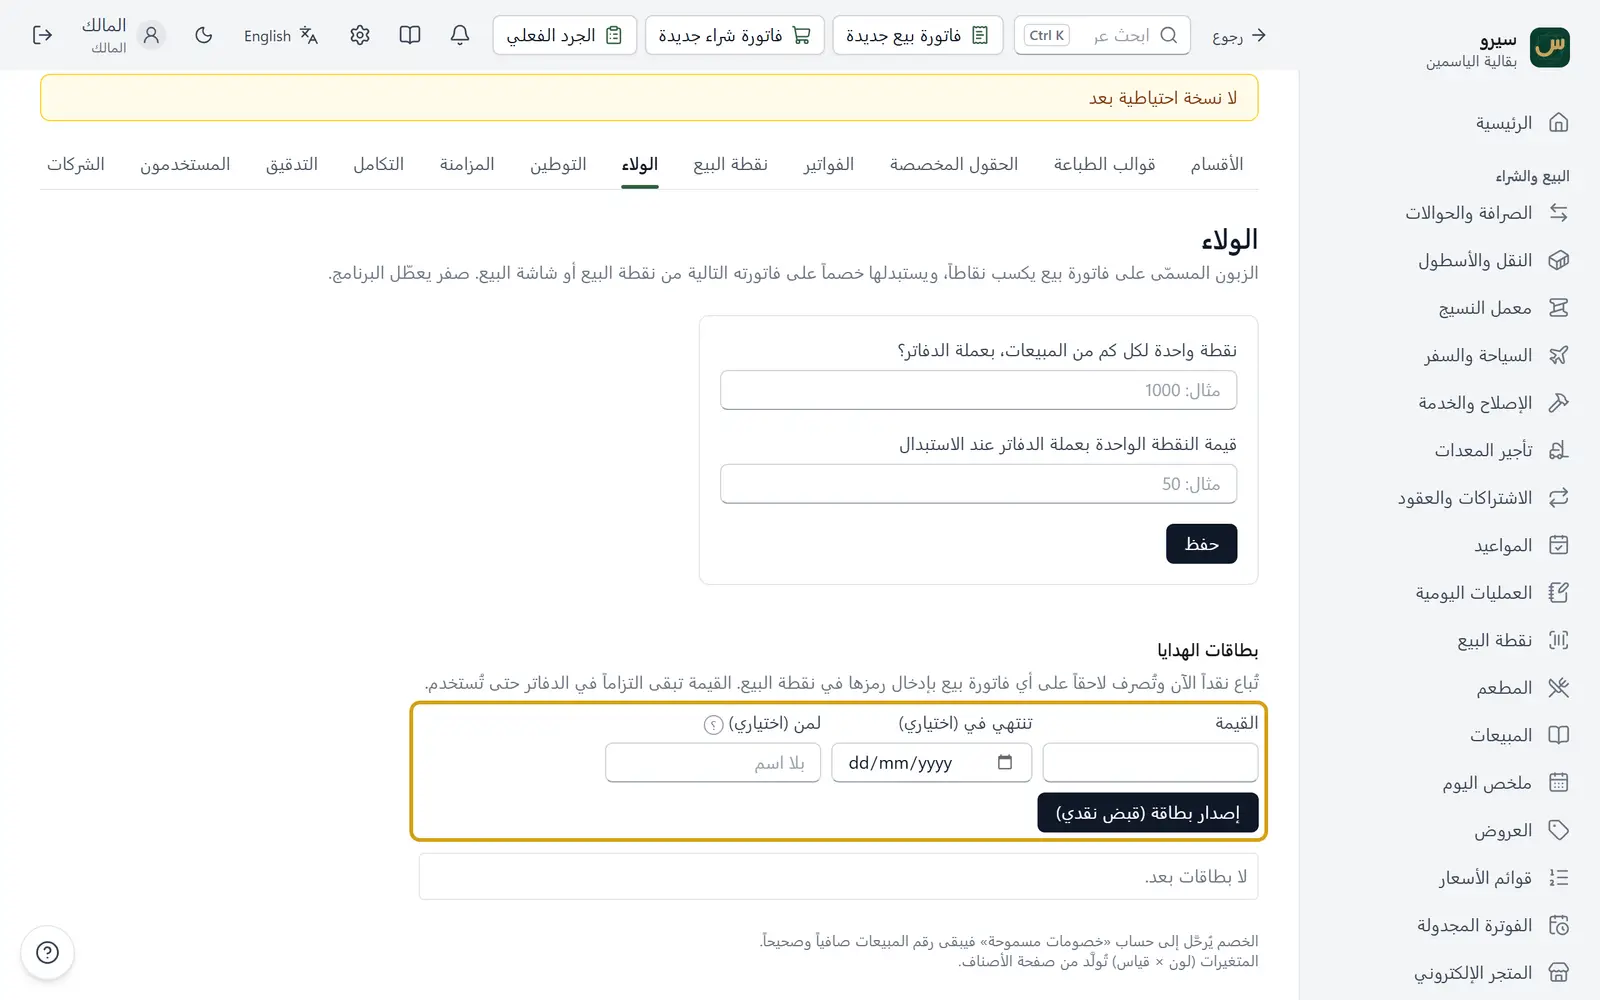 سيرو
بقالية الياسمين
رجوع
ابحث عن
Ctrl K
فاتورة بيع جديدة
فاتورة شراء جديدة
الجرد الفعلي
English
المالك
المالك
الرئيسية
البيع والشراء
الصرافة والحوالات
النقل والأسطول
معمل النسيج
السياحة والسفر
الإصلاح والخدمة
تأجير المعدات
الاشتراكات والعقود
المواعيد
العمليات اليومية
نقطة البيع
المطعم
المبيعات
ملخص اليوم
العروض
قوائم الأسعار
الفوترة المجدولة
المتجر الإلكتروني
لا نسخة احتياطية بعد
الأقسام
قوالب الطباعة
الحقول المخصصة
الفواتير
نقطة البيع
الولاء
التوطين
المزامنة
التكامل
التدقيق
المستخدمون
الشركات
الولاء
الزبون المسمّى على فاتورة بيع يكسب نقاطاً، ويستبدلها خصماً على فاتورته التالية من نقطة البيع أو شاشة البيع. صفر يعطّل البرنامج.
نقطة واحدة لكل كم من المبيعات، بعملة الدفاتر؟
مثال: 1000
قيمة النقطة الواحدة بعملة الدفاتر عند الاستبدال
مثال: 50
حفظ
بطاقات الهدايا
تُباع نقداً الآن وتُصرف لاحقاً على أي فاتورة بيع بإدخال رمزها في نقطة البيع. القيمة تبقى التزاماً في الدفاتر حتى تُستخدم.
القيمة
تنتهي في (اختياري)
لمن (اختياري) ؟
dd/mm/yyyy
بلا اسم
إصدار بطاقة (قبض نقدي)
لا بطاقات بعد.
الخصم يُرحَّل إلى حساب «خصومات مسموحة» فيبقى رقم المبيعات صافياً وصحيحاً.
المتغيرات (لون × قياس) تُولَّد من صفحة الأصناف.